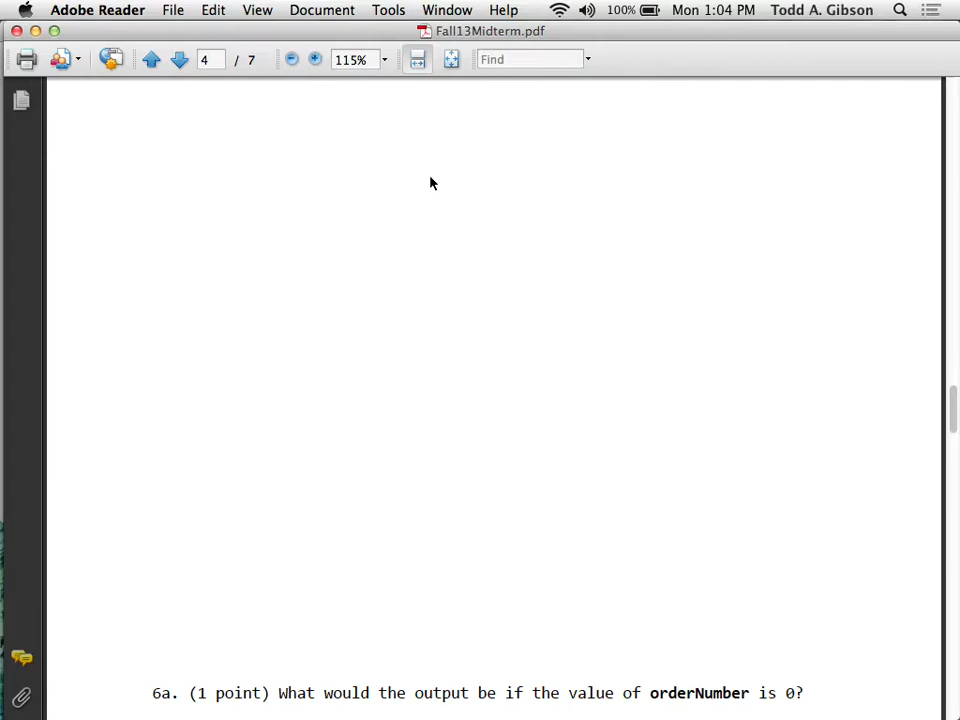 Adobe Reader File Edit View Document Tools Window Help 100% Mon 1:04 PM Todd A. Gibson
Fall13Midterm.pdf
4 / 7 115% Find
6a. (1 point) What would the output be if the value of orderNumber is 0?